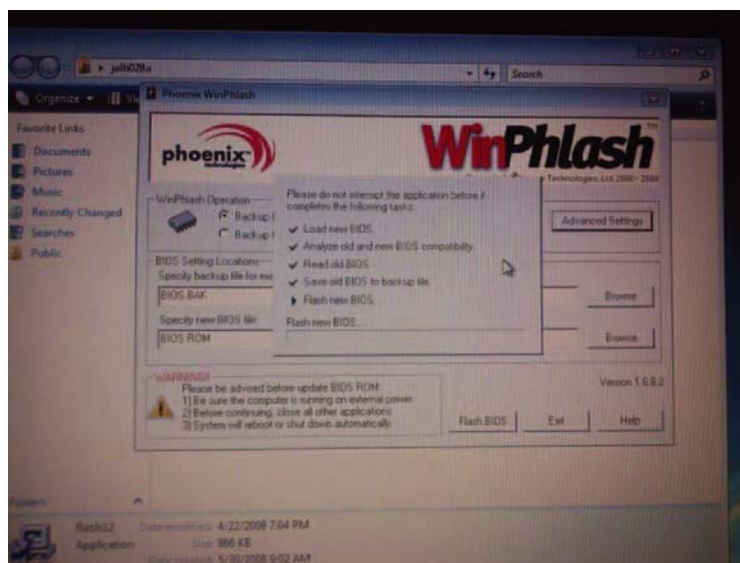 jalb028a
Search
Organize
Phoenix WinPhlash
Favorite Links
Documents
Pictures
Music
Recently Changed
Searches
Public
phoenix
technologies
WinPhlash™
Technologies, Ltd. 2000-2008
WinPhlash Operation
Backup
Backup
Advanced Settings
Please do not interrupt the application before it
completes the following tasks:
Load new BIOS.
Analyze old and new BIOS compatibility.
Read old BIOS.
Save old BIOS to backup file.
Flash new BIOS.
Flash new BIOS...
BIOS Setting Locations
Specify backup file for
BIOS.BAK
Browse
Specify new BIOS file:
BIOS.ROM
Browse
WARNING!!
Please be advised before update BIOS ROM:
1] Be sure the computer is running on external power.
2] Before continuing, close all other applications.
3] System will reboot or shut down automatically.
Version 1.6.8.2
Flash BIOS
Exit
Help
Folders
flash32
Application
Date modified: 4/22/2008 7:04 PM
Size: 866 KB
Date created: 5/30/2008 9:02 AM